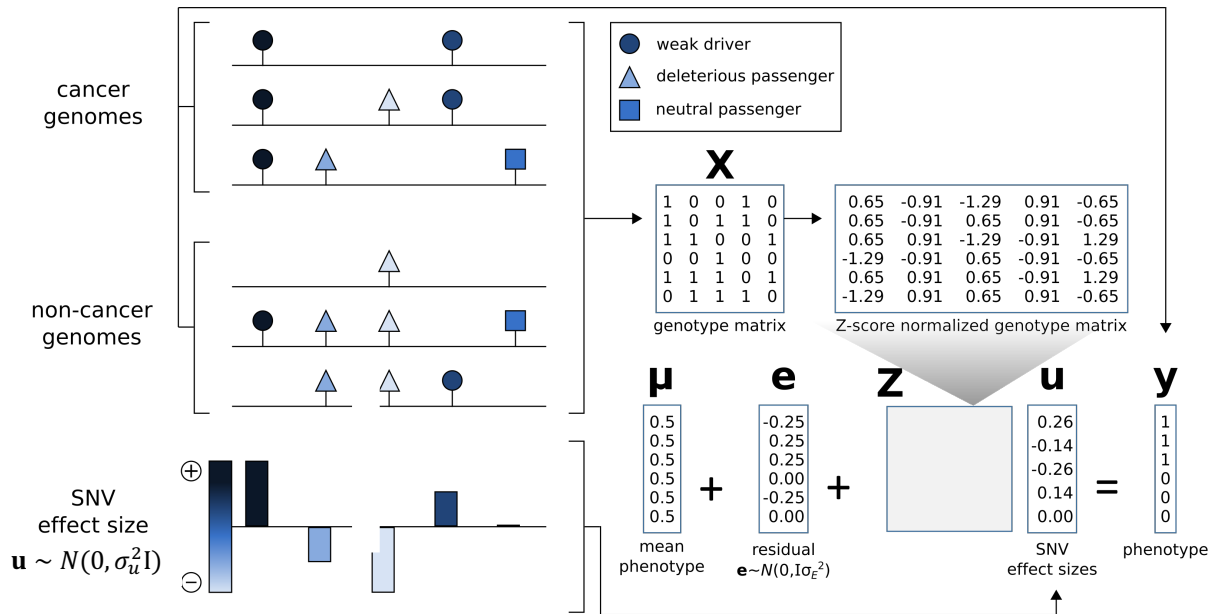 cancer
genomes
non-cancer
genomes
weak driver
deleterious passenger
neutral passenger
X
1 0 0 1 0
1 0 1 1 0
1 1 0 0 1
0 0 1 0 0
1 1 1 0 1
0 1 1 1 0
genotype matrix
0.65 -0.91 -1.29 0.91 -0.65
0.65 -0.91 0.65 0.91 -0.65
0.65 0.91 -1.29 -0.91 1.29
-1.29 -0.91 0.65 -0.91 -0.65
0.65 0.91 0.65 -0.91 1.29
-1.29 0.91 0.65 0.91 -0.65
Z-score normalized genotype matrix
μ
0.5
0.5
0.5
0.5
0.5
0.5
mean
phenotype
+
e
-0.25
0.25
0.25
0.00
-0.25
0.00
residual
e~N(0,Iσ_E²)
+
Z
u
0.26
-0.14
-0.26
0.14
0.00
SNV
effect sizes
=
y
1
1
1
0
0
0
phenotype
SNV
effect size
u ~ N(0, σ_u²I)
+
−